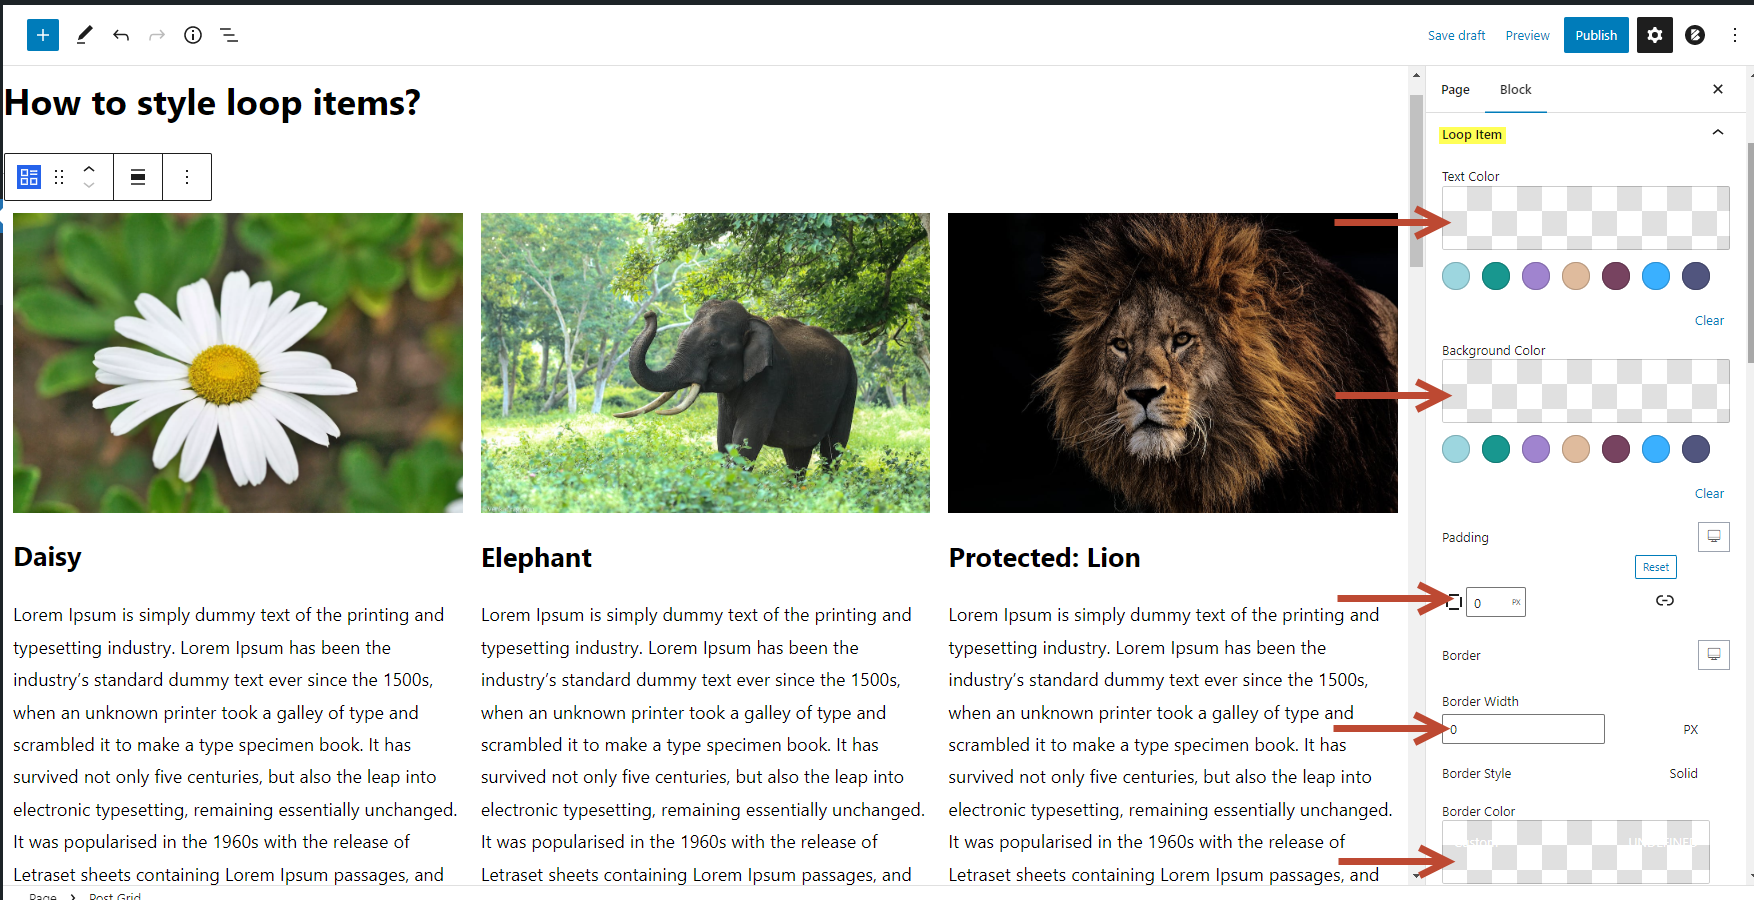 Save draft
Preview
Publish
How to style loop items?
Page
Block
Loop Item
Text Color
Clear
Background Color
Clear
Padding
Reset
0
PX
Border
Border Width
0
PX
Border Style
Solid
Border Color
Custom
UNDEFINED
Daisy
Lorem Ipsum is simply dummy text of the printing and
typesetting industry. Lorem Ipsum has been the
industry’s standard dummy text ever since the 1500s,
when an unknown printer took a galley of type and
scrambled it to make a type specimen book. It has
survived not only five centuries, but also the leap into
electronic typesetting, remaining essentially unchanged.
It was popularised in the 1960s with the release of
Letraset sheets containing Lorem Ipsum passages, and
Elephant
Lorem Ipsum is simply dummy text of the printing and
typesetting industry. Lorem Ipsum has been the
industry’s standard dummy text ever since the 1500s,
when an unknown printer took a galley of type and
scrambled it to make a type specimen book. It has
survived not only five centuries, but also the leap into
electronic typesetting, remaining essentially unchanged.
It was popularised in the 1960s with the release of
Letraset sheets containing Lorem Ipsum passages, and
Protected: Lion
Lorem Ipsum is simply dummy text of the printing and
typesetting industry. Lorem Ipsum has been the
industry’s standard dummy text ever since the 1500s,
when an unknown printer took a galley of type and
scrambled it to make a type specimen book. It has
survived not only five centuries, but also the leap into
electronic typesetting, remaining essentially unchanged.
It was popularised in the 1960s with the release of
Letraset sheets containing Lorem Ipsum passages, and
Page
Post Grid